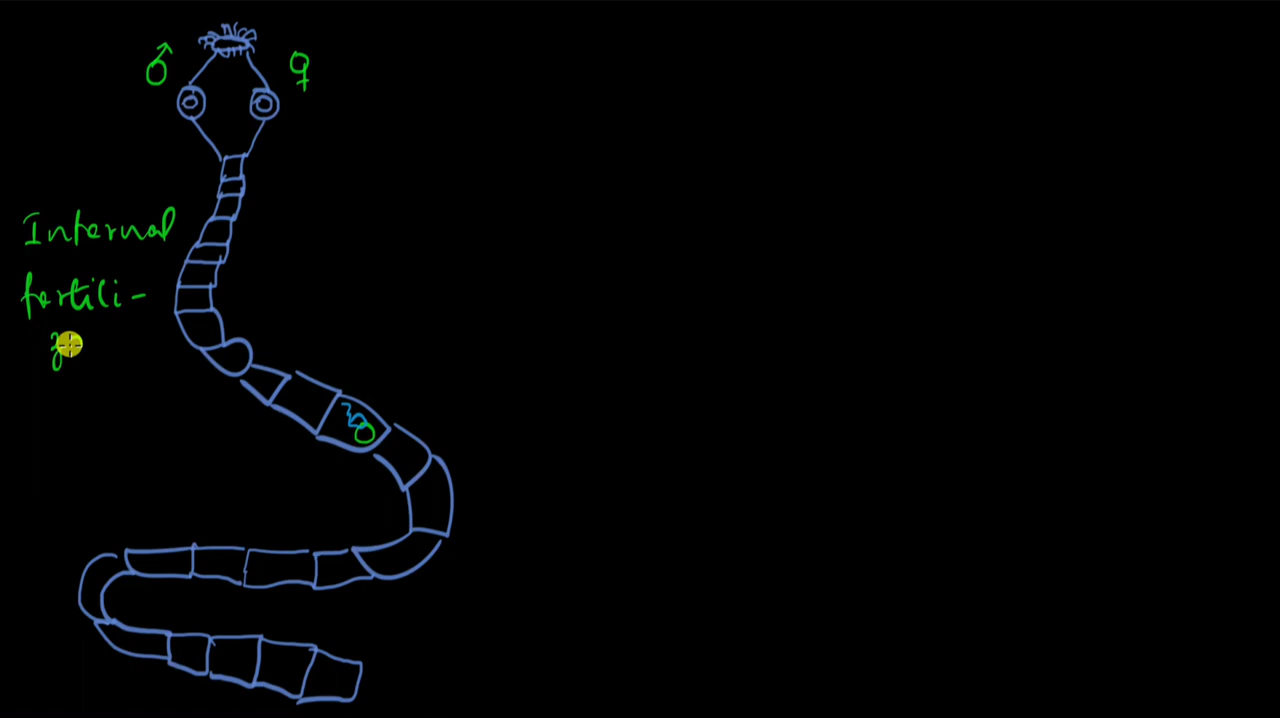 ♂ ♀
Internal
fertili-
z